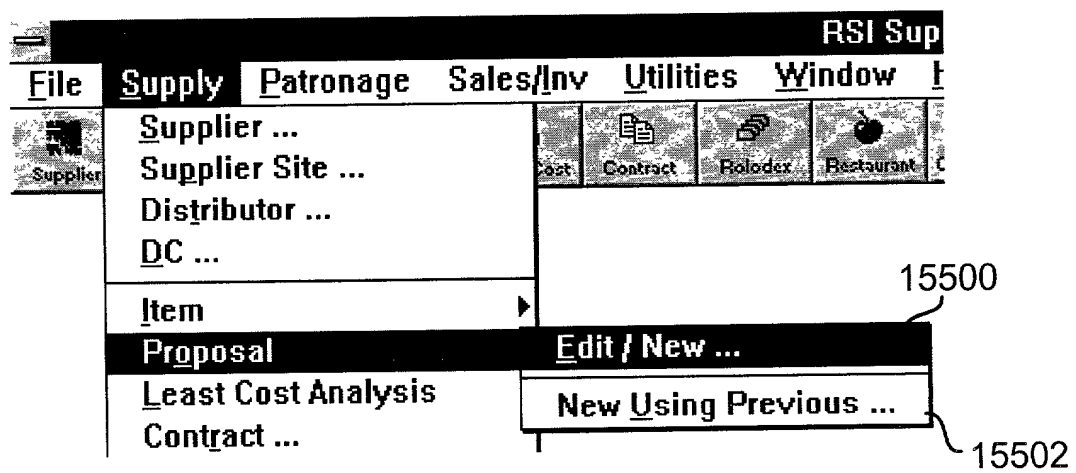 RSI Sup
File Supply Patronage Sales/Inv Utilities Window
Supplier Cost Contract Rolodex Restaurant
Supplier ...
Supplier Site ...
Distributor ...
DC ...
Item
Proposal
Least Cost Analysis
Contract ...
Edit / New ...
New Using Previous ...
15500
15502